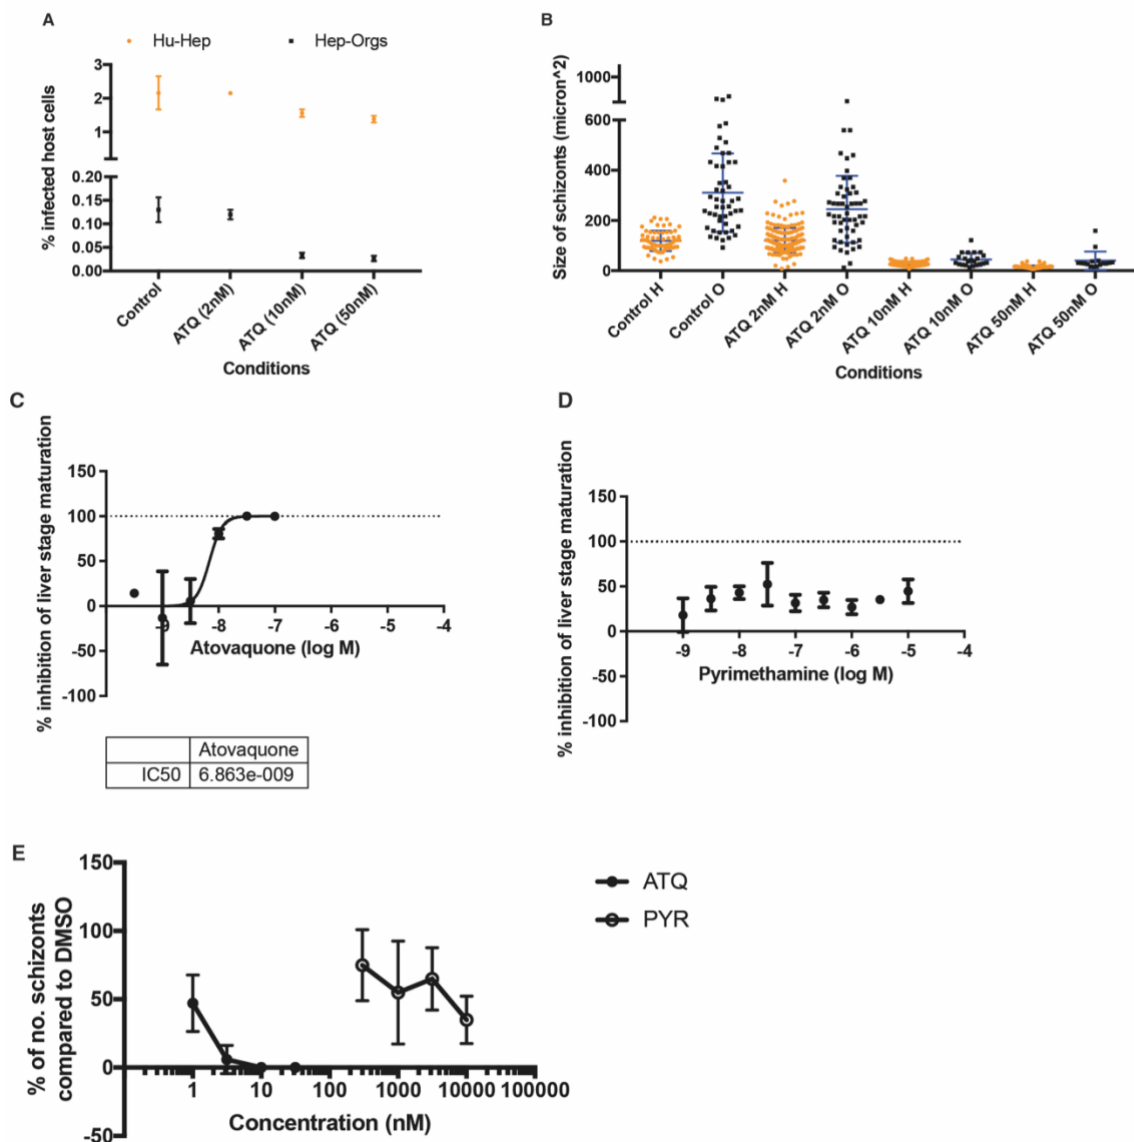 A
Hu-Hep
Hep-Orgs
% infected host cells
3
2
1
0.20
0.15
0.10
0.05
0.00
Control
ATQ (2nM)
ATQ (10nM)
ATQ (50nM)
Conditions
B
Size of schizonts (micron^2)
1000
600
400
200
0
Control H
Control O
ATQ 2nM H
ATQ 2nM O
ATQ 10nM H
ATQ 10nM O
ATQ 50nM H
ATQ 50nM O
Conditions
C
% inhibition of liver stage maturation
150
100
50
0
-50
-100
-9 -8 -7 -6 -5 -4
Atovaquone (log M)
Atovaquone
IC50 6.863e-009
D
% inhibition of liver stage maturation
150
100
50
0
-50
-100
-9 -8 -7 -6 -5 -4
Pyrimethamine (log M)
E
% of no. schizonts
compared to DMSO
150
100
50
0
-50
1 10 100 1000 10000 100000
Concentration (nM)
ATQ
PYR